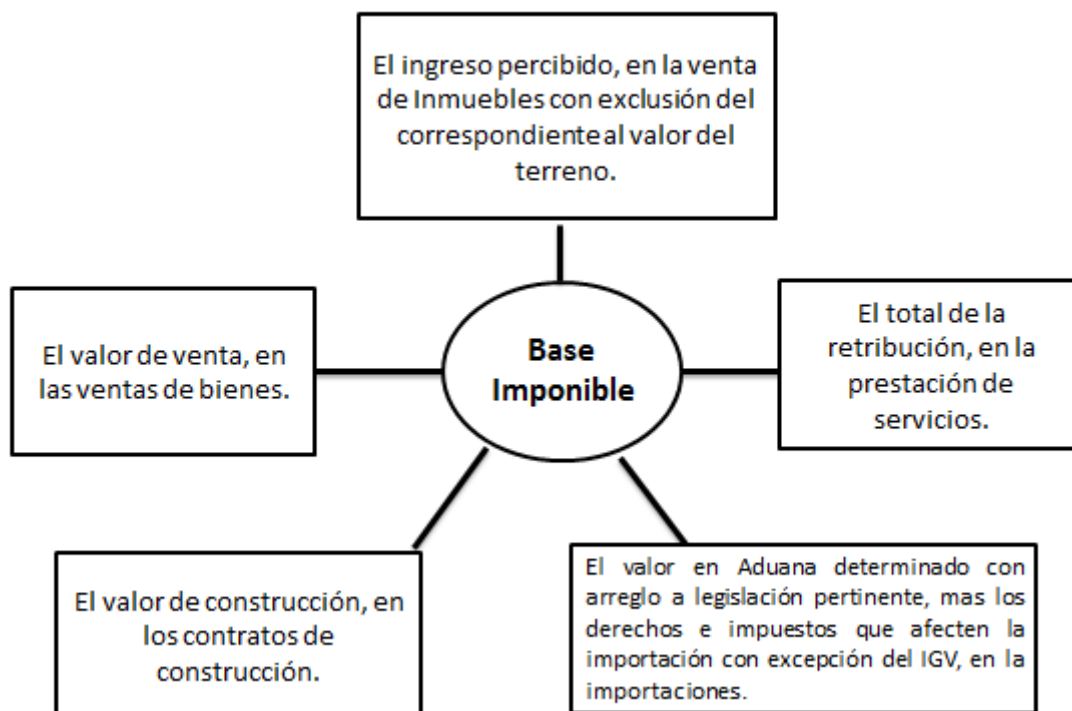 El ingreso percibido, en la venta
de Inmuebles con exclusión del
correspondiente al valor del
terreno.
El valor de venta, en
las ventas de bienes.
Base
Imponible
El total de la
retribución, en la
prestación de
servicios.
El valor de construcción, en
los contratos de
construcción.
El valor en Aduana determinado con
arreglo a legislación pertinente, mas los
derechos e impuestos que afecten la
importación con excepción del IGV, en la
importaciones.